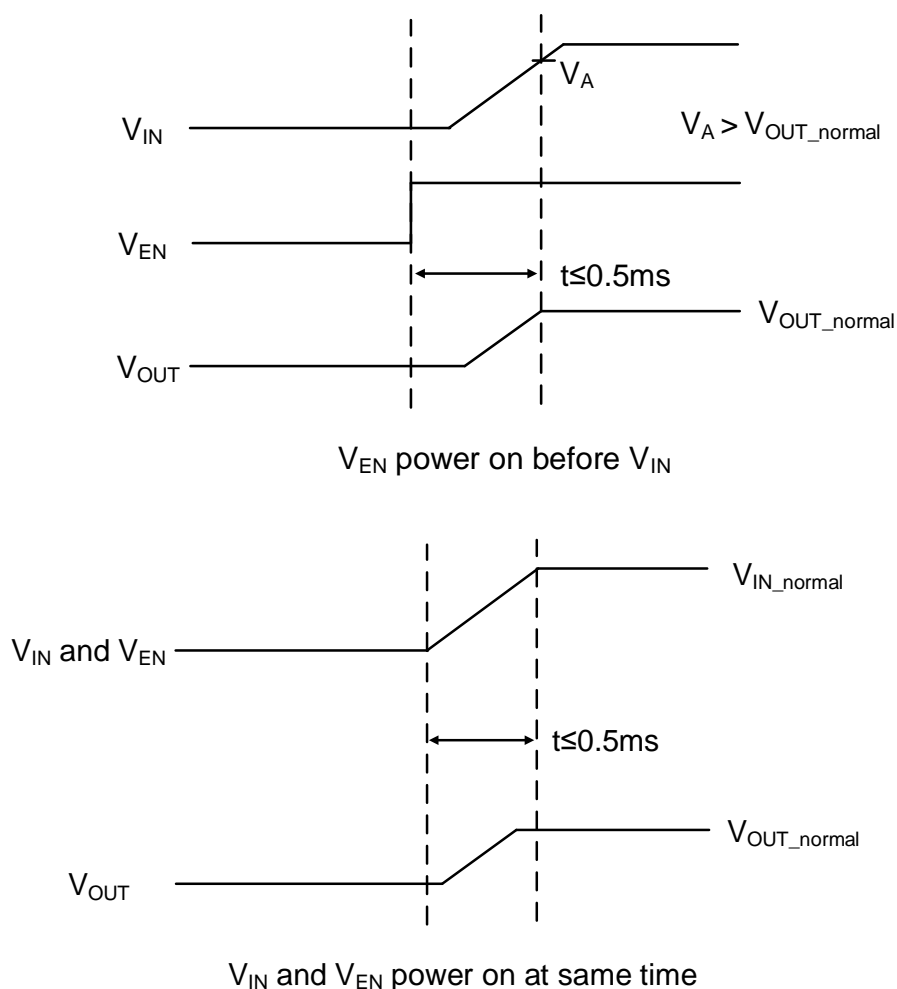 V_A
V_IN
V_A > V_OUT_normal
V_EN
t≤0.5ms
V_OUT_normal
V_OUT
V_EN power on before V_IN
V_IN_normal
V_IN and V_EN
t≤0.5ms
V_OUT_normal
V_OUT
V_IN and V_EN power on at same time